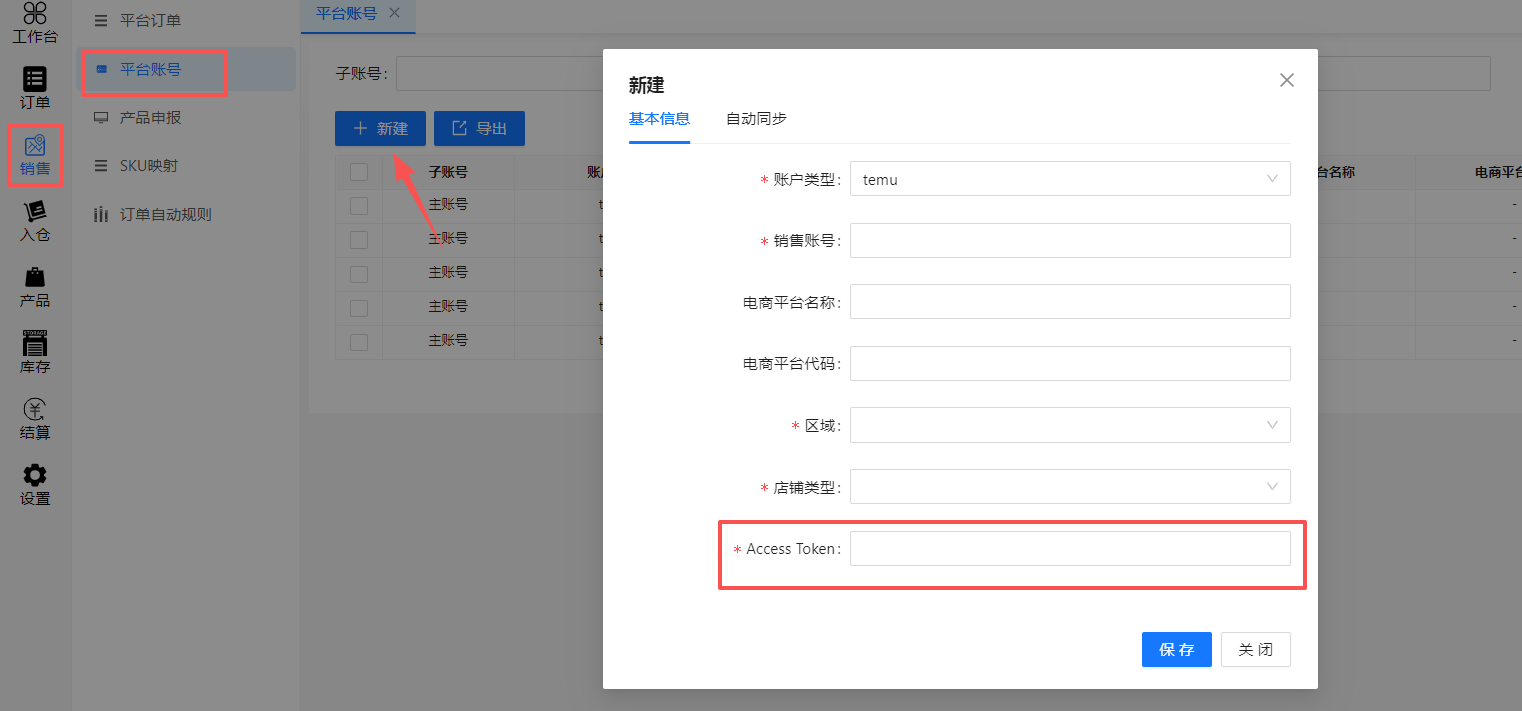 工作台
订单
销售
入仓
产品
STORAGE
库存
结算
设置
平台订单
平台账号
产品申报
SKU映射
订单自动规则
平台账号
子账号:
新建
导出
子账号
主账号
主账号
主账号
主账号
主账号
台名称
电商平台
-
-
-
-
-
新建
基本信息
自动同步
* 账户类型: temu
* 销售账号:
电商平台名称:
电商平台代码:
* 区域:
* 店铺类型:
* Access Token:
保存
关闭